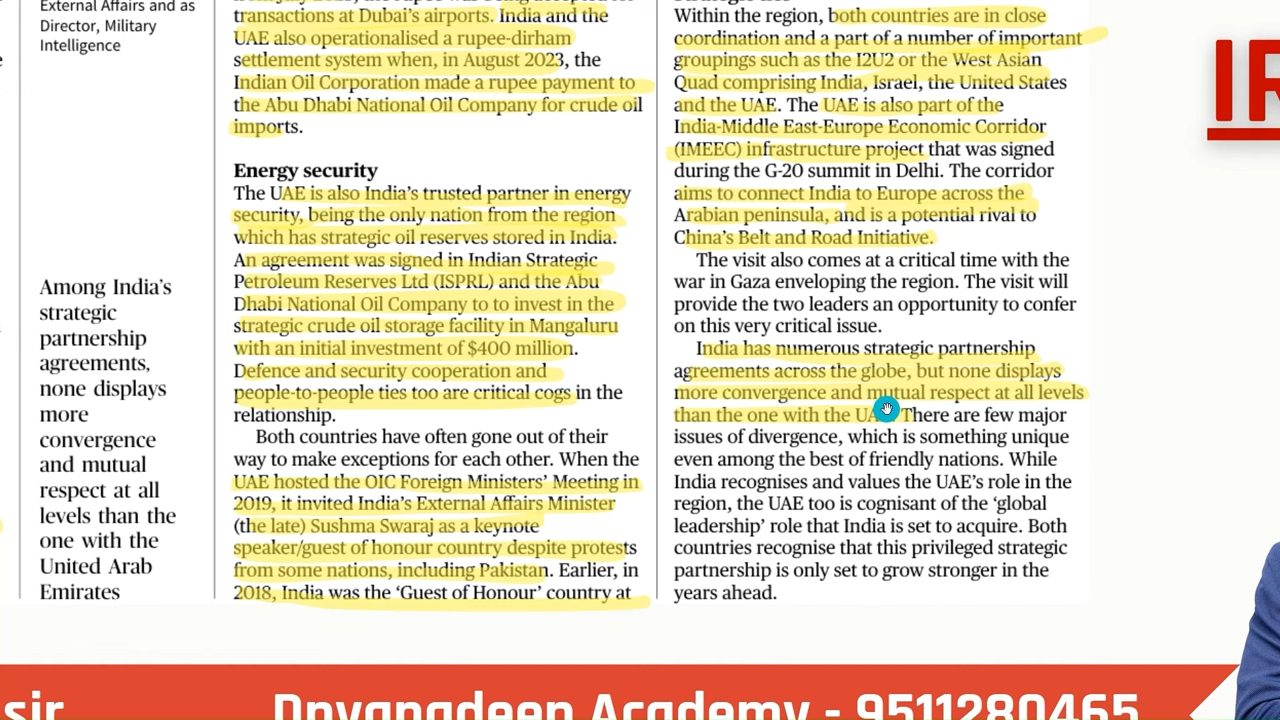 External Affairs and as
Director, Military
Intelligence
Among India’s
strategic
partnership
agreements,
none displays
more
convergence
and mutual
respect at all
levels than the
one with the
United Arab
Emirates
transactions at Dubai’s airports. India and the
UAE also operationalised a rupee-dirham
settlement system when, in August 2023, the
Indian Oil Corporation made a rupee payment to
the Abu Dhabi National Oil Company for crude oil
imports.
Energy security
The UAE is also India’s trusted partner in energy
security, being the only nation from the region
which has strategic oil reserves stored in India.
An agreement was signed in Indian Strategic
Petroleum Reserves Ltd (ISPRL) and the Abu
Dhabi National Oil Company to to invest in the
strategic crude oil storage facility in Mangaluru
with an initial investment of $400 million.
Defence and security cooperation and
people-to-people ties too are critical cogs in the
relationship.
Both countries have often gone out of their
way to make exceptions for each other. When the
UAE hosted the OIC Foreign Ministers’ Meeting in
2019, it invited India’s External Affairs Minister
(the late) Sushma Swaraj as a keynote
speaker/guest of honour country despite protests
from some nations, including Pakistan. Earlier, in
2018, India was the ‘Guest of Honour’ country at
Within the region, both countries are in close
coordination and a part of a number of important
groupings such as the I2U2 or the West Asian
Quad comprising India, Israel, the United States
and the UAE. The UAE is also part of the
India-Middle East-Europe Economic Corridor
(IMEEC) infrastructure project that was signed
during the G-20 summit in Delhi. The corridor
aims to connect India to Europe across the
Arabian peninsula, and is a potential rival to
China’s Belt and Road Initiative.
The visit also comes at a critical time with the
war in Gaza enveloping the region. The visit will
provide the two leaders an opportunity to confer
on this very critical issue.
India has numerous strategic partnership
agreements across the globe, but none displays
more convergence and mutual respect at all levels
than the one with the There are few major
issues of divergence, which is something unique
even among the best of friendly nations. While
India recognises and values the UAE’s role in the
region, the UAE too is cognisant of the ‘global
leadership’ role that India is set to acquire. Both
countries recognise that this privileged strategic
partnership is only set to grow stronger in the
years ahead.
sir
Dnyanadeen Academy - 9511280465